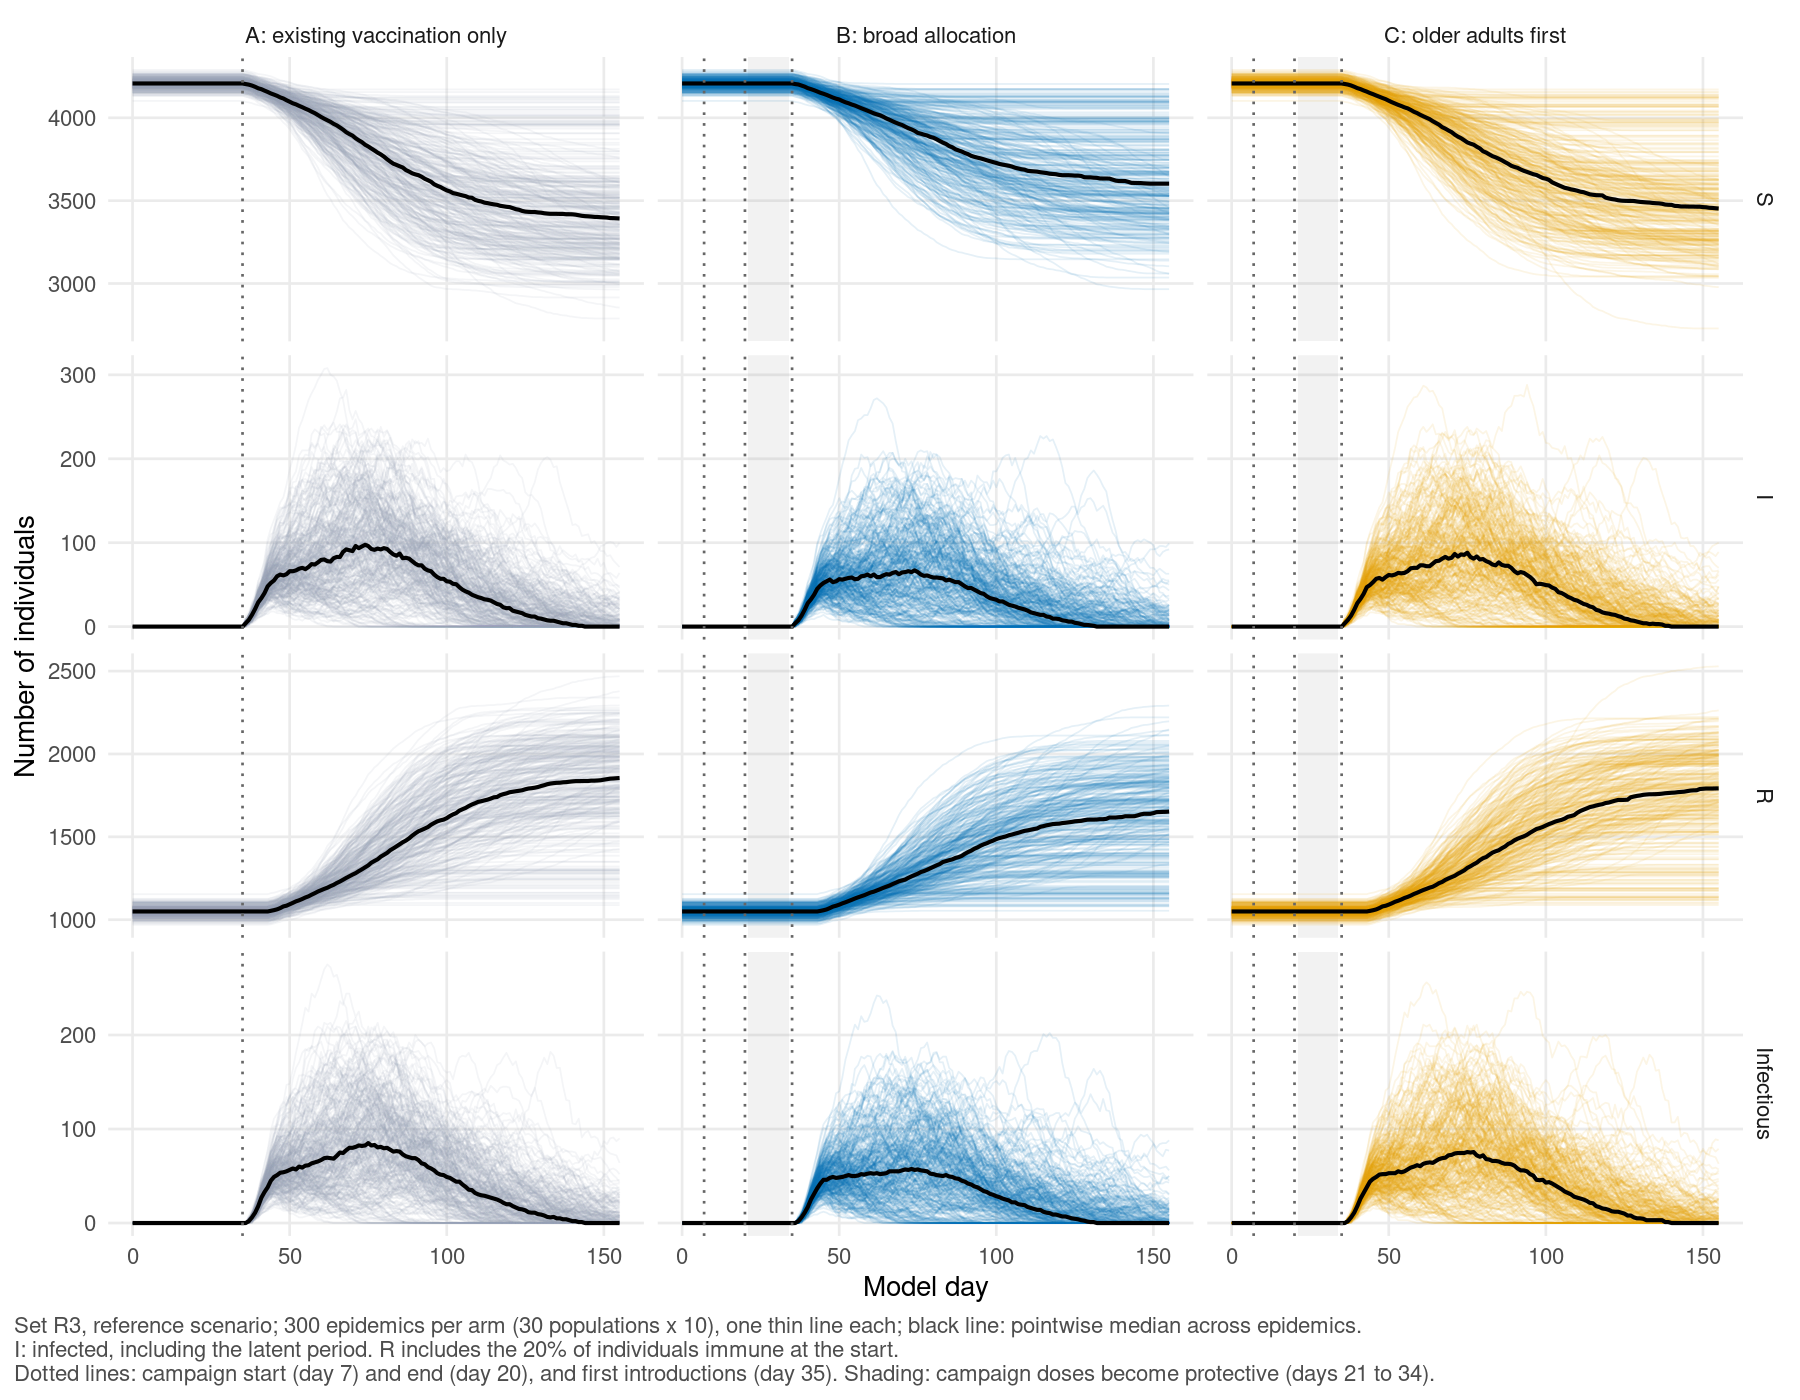 A: existing vaccination only
B: broad allocation
C: older adults first
4000
3500
3000
S
300
200
100
0
I
2500
2000
1500
1000
R
200
100
0
Infectious
Number of individuals
0 50 100 150
0 50 100 150
0 50 100 150
Model day
Set R3, reference scenario; 300 epidemics per arm (30 populations x 10), one thin line each; black line: pointwise median across epidemics.
I: infected, including the latent period. R includes the 20% of individuals immune at the start.
Dotted lines: campaign start (day 7) and end (day 20), and first introductions (day 35). Shading: campaign doses become protective (days 21 to 34).